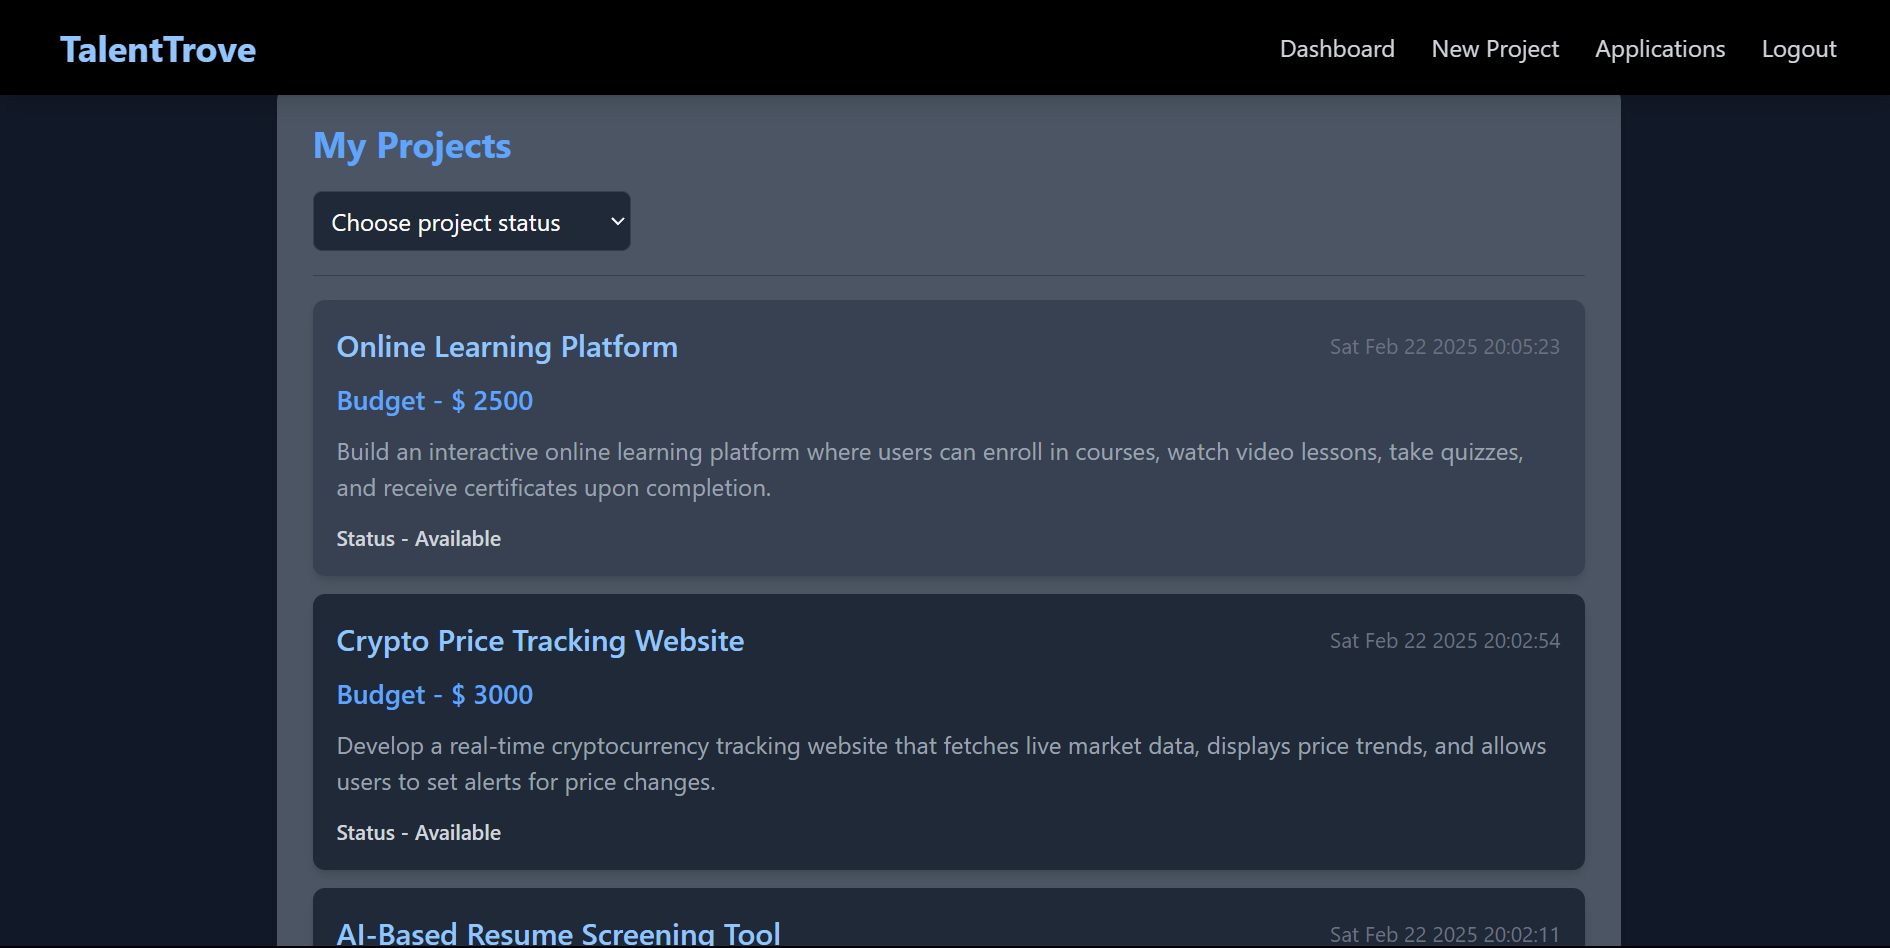 TalentTrove
Dashboard New Project Applications Logout
My Projects
Choose project status
Online Learning Platform
Sat Feb 22 2025 20:05:23
Budget - $ 2500
Build an interactive online learning platform where users can enroll in courses, watch video lessons, take quizzes,
and receive certificates upon completion.
Status - Available
Crypto Price Tracking Website
Sat Feb 22 2025 20:02:54
Budget - $ 3000
Develop a real-time cryptocurrency tracking website that fetches live market data, displays price trends, and allows
users to set alerts for price changes.
Status - Available
AI-Based Resume Screening Tool
Sat Feb 22 2025 20:02:11